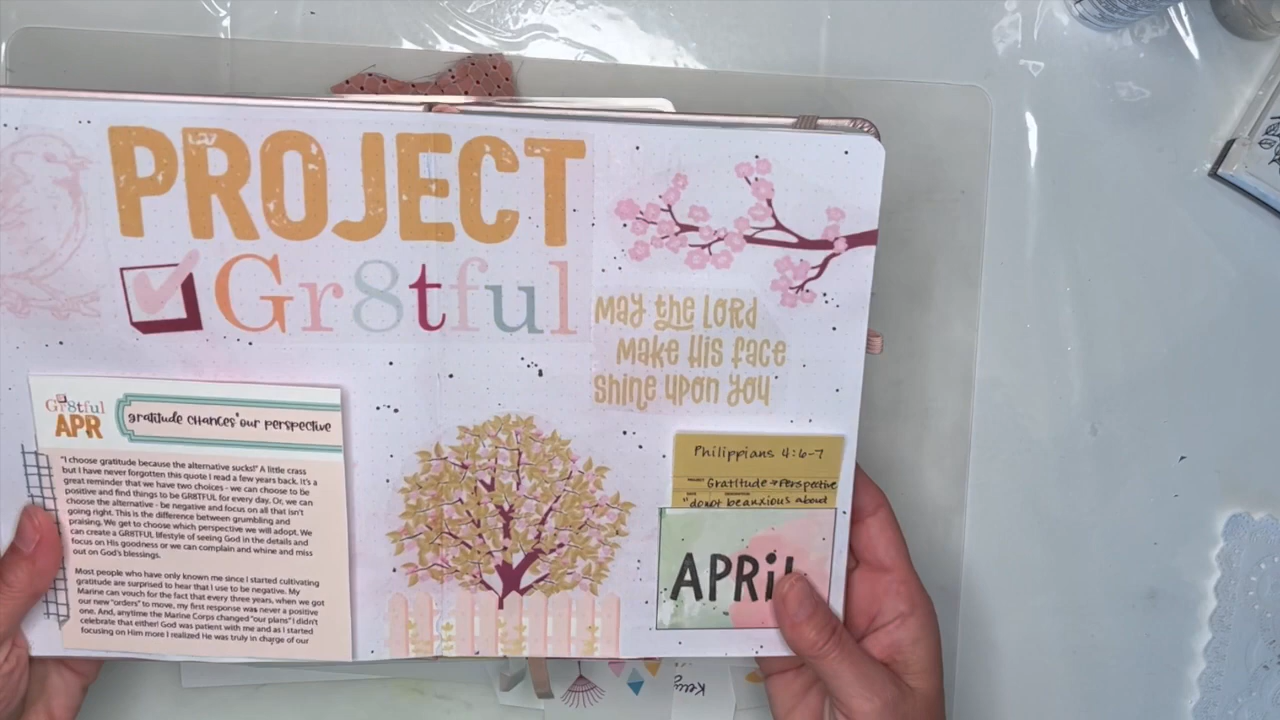 PROJECT
Gr8tful
May the LORD
Make His face
shine upon you
Gr8tful
APR
gratitude changes our perspective
"I choose gratitude because the alternative sucks!" A little crass
but I have never forgotten this quote I read a few years back. It's a
great reminder that we have two choices - we can choose to be
positive and find things to be GR8TFUL for every day. Or, we can
choose the alternative - be negative and focus on all that isn't
going right. This is the difference between grumbling and
praising. We get to choose which perspective we will adopt. We
can create a GR8TFUL lifestyle of seeing God in the details and
focus on His goodness or we can complain and whine and miss
out on God's blessings.
Most people who have only known me since I started cultivating
gratitude are surprised to hear that I use to be negative. My
Marine can vouch for the fact that every three years, when we got
our new "orders" to move, my first response was never a positive
one. And, anytime the Marine Corps changed "our plans" I didn't
celebrate that either! God was patient with me and as I started
focusing on Him more I realized He was truly in charge of our
Philippians 4:6-7
PROJECT Gratitude → Perspective
DATE DESCRIPTION
"do not be anxious about
APRil
Kelly